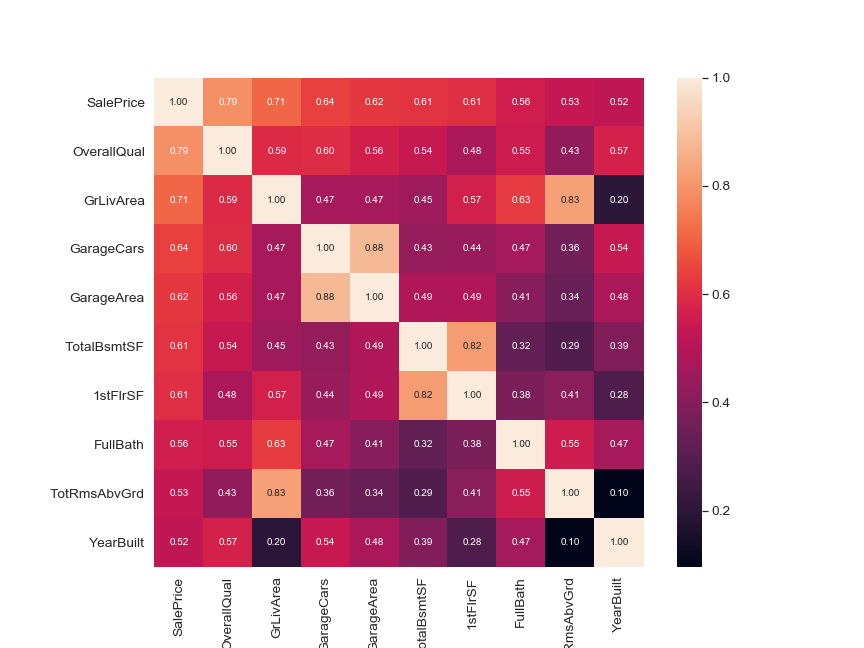 SalePrice 1.00 0.79 0.71 0.64 0.62 0.61 0.61 0.56 0.53 0.52
OverallQual 0.79 1.00 0.59 0.60 0.56 0.54 0.48 0.55 0.43 0.57
GrLivArea 0.71 0.59 1.00 0.47 0.47 0.45 0.57 0.63 0.83 0.20
GarageCars 0.64 0.60 0.47 1.00 0.88 0.43 0.44 0.47 0.36 0.54
GarageArea 0.62 0.56 0.47 0.88 1.00 0.49 0.49 0.41 0.34 0.48
TotalBsmtSF 0.61 0.54 0.45 0.43 0.49 1.00 0.82 0.32 0.29 0.39
1stFlrSF 0.61 0.48 0.57 0.44 0.49 0.82 1.00 0.38 0.41 0.28
FullBath 0.56 0.55 0.63 0.47 0.41 0.32 0.38 1.00 0.55 0.47
TotRmsAbvGrd 0.53 0.43 0.83 0.36 0.34 0.29 0.41 0.55 1.00 0.10
YearBuilt 0.52 0.57 0.20 0.54 0.48 0.39 0.28 0.47 0.10 1.00
SalePrice
OverallQual
GrLivArea
GarageCars
GarageArea
otalBsmtSF
1stFlrSF
FullBath
RmsAbvGrd
YearBuilt
1.0
0.8
0.6
0.4
0.2